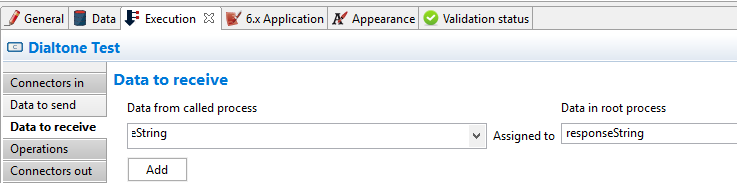 General Data Execution 6.x Application Appearance Validation status
Dialtone Test
Connectors in
Data to send
Data to receive
Operations
Connectors out
Data to receive
Data from called process Data in root process
eString Assigned to responseString
Add